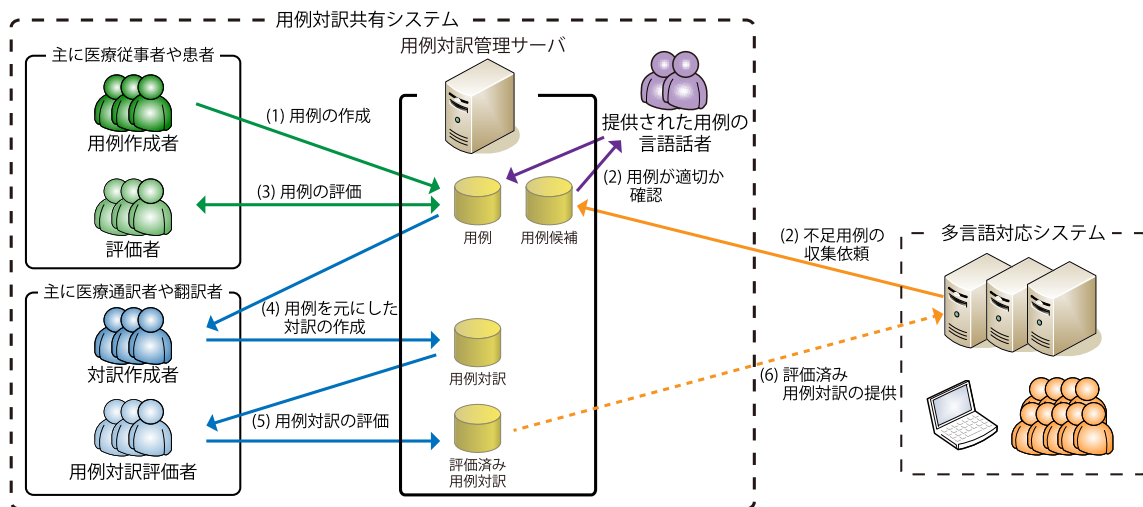 用例対訳共有システム
主に医療従事者や患者
用例作成者
評価者
(1) 用例の作成
(3) 用例の評価
用例対訳管理サーバ
用例
用例候補
提供された用例の
言語話者
(2) 用例が適切か
確認
(2) 不足用例の
収集依頼
多言語対応システム
主に医療通訳者や翻訳者
対訳作成者
用例対訳評価者
(4) 用例を元にした
対訳の作成
(5) 用例対訳の評価
用例対訳
評価済み
用例対訳
(6) 評価済み
用例対訳の提供